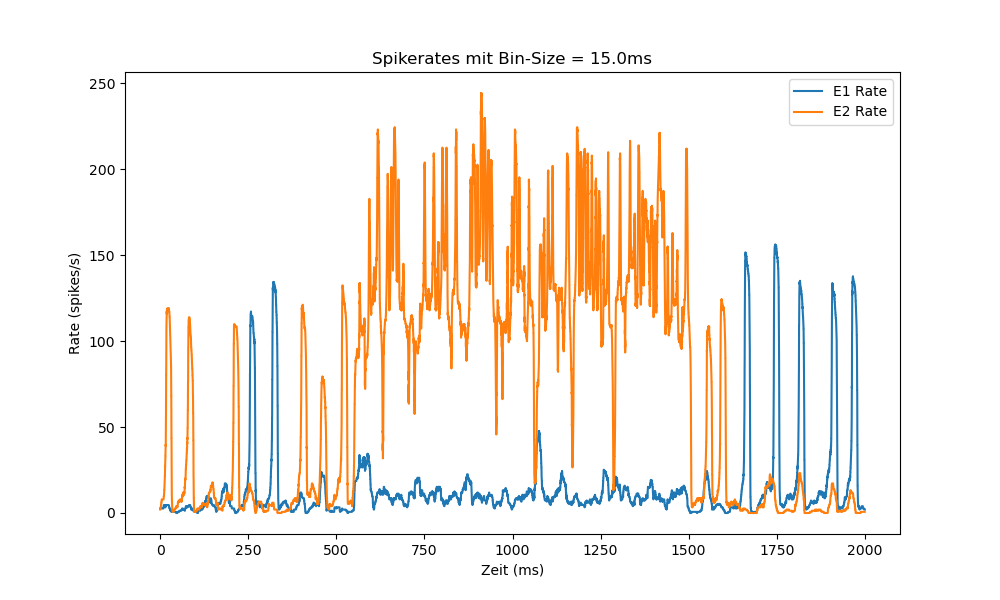 Spikerates mit Bin-Size = 15.0ms
E1 Rate
E2 Rate
Rate (spikes/s)
250
200
150
100
50
0
0 250 500 750 1000 1250 1500 1750 2000
Zeit (ms)